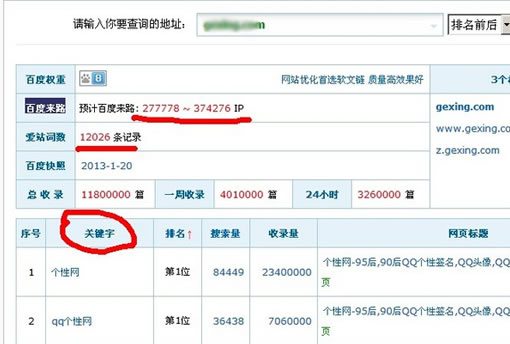 请输入你要查询的地址： gexing.com 排名前后
百度权重 8 网站优化首选软文链 质量高效果好
百度来路 预计百度来路：277778 ~ 374276 IP
爱站词数 12026 条记录
百度快照 2013-1-20
总 收 录 11800000 篇 一周收录 4010000 篇 24小时 3260000 篇
3个
gexing.com
www.gexing.co
z.gexing.com
序号 关键字 排名↑ 搜索量 收录量 网页标题
1 个性网 第1位 84449 23400000 个性网-95后,90后QQ个性签名,QQ头像,QQ
页
2 qq个性网 第1位 36438 7060000 个性网-95后,90后QQ个性签名,QQ头像,QQ
页